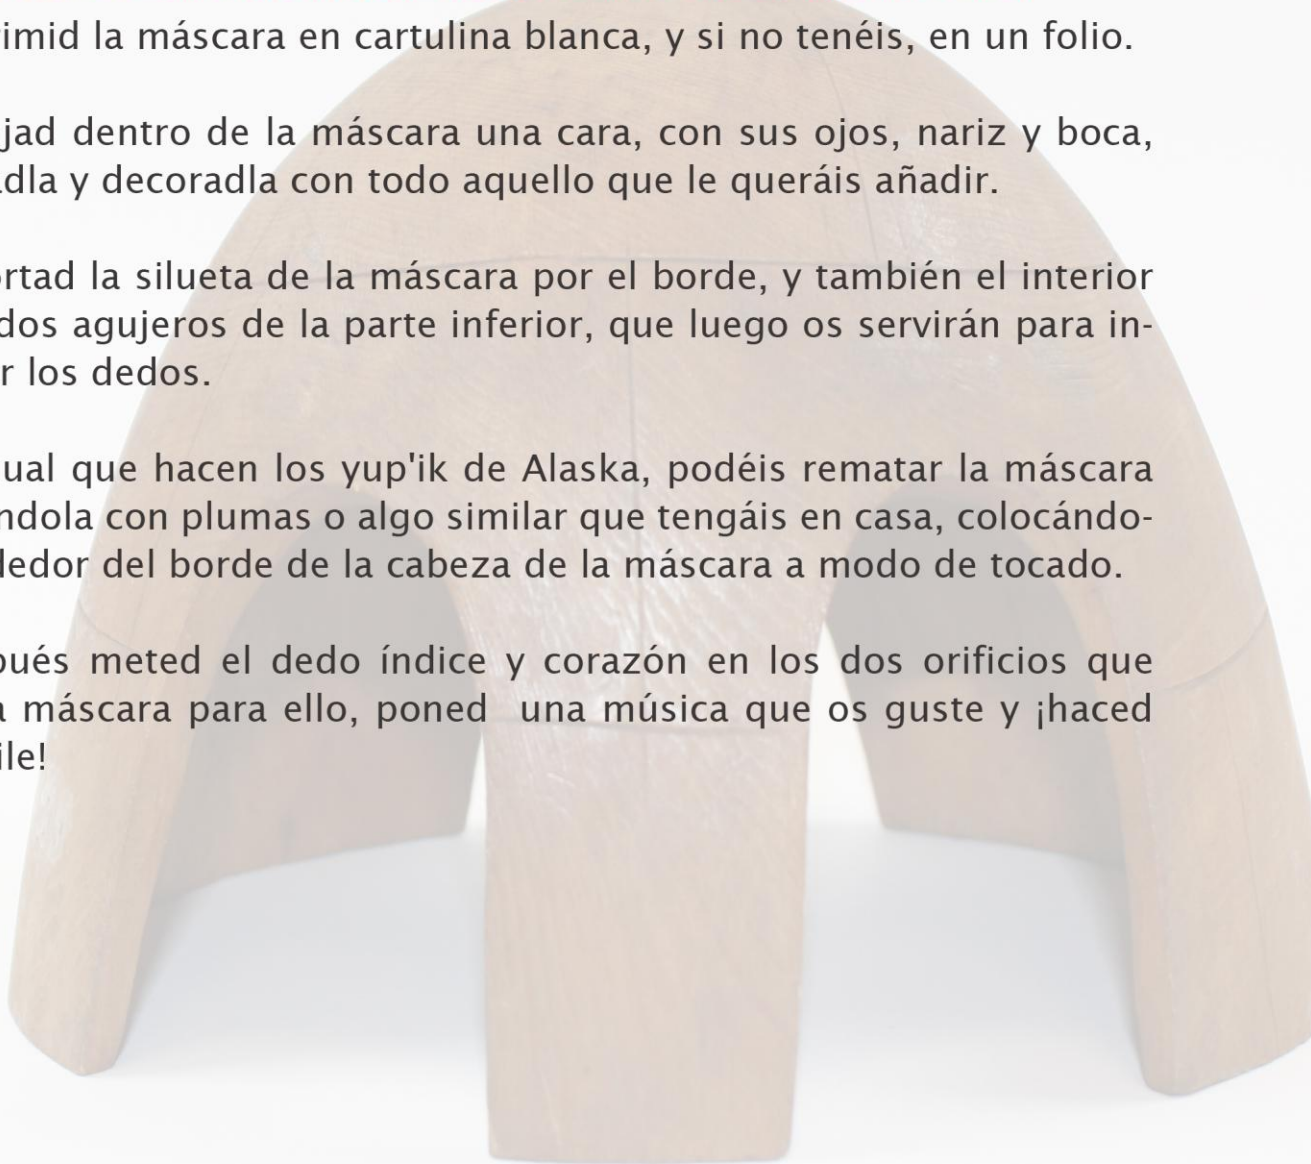 imid la máscara en cartulina blanca, y si no tenéis, en un folio.
jad dentro de la máscara una cara, con sus ojos, nariz y boca,
dla y decoradla con todo aquello que le queráis añadir.
rtad la silueta de la máscara por el borde, y también el interior
dos agujeros de la parte inferior, que luego os servirán para in-
r los dedos.
ual que hacen los yup'ik de Alaska, podéis rematar la máscara
ndola con plumas o algo similar que tengáis en casa, colocándo-
dedor del borde de la cabeza de la máscara a modo de tocado.
pués meted el dedo índice y corazón en los dos orificios que
a máscara para ello, poned una música que os guste y ¡haced
ile!